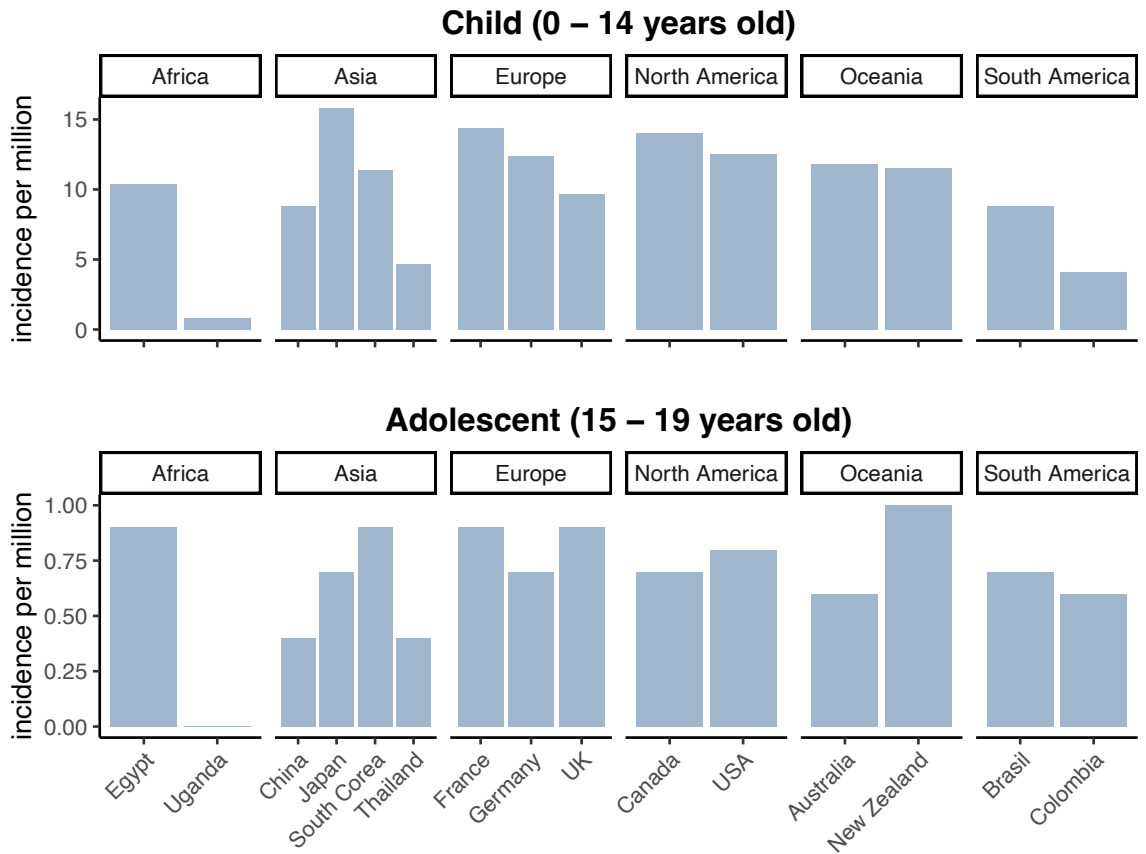 Child (0 – 14 years old)
Africa Asia Europe North America Oceania South America
incidence per million
15
10
5
0
Adolescent (15 – 19 years old)
Africa Asia Europe North America Oceania South America
incidence per million
1.00
0.75
0.50
0.25
0.00
Egypt Uganda China Japan South Corea Thailand France Germany UK Canada USA Australia New Zealand Brasil Colombia